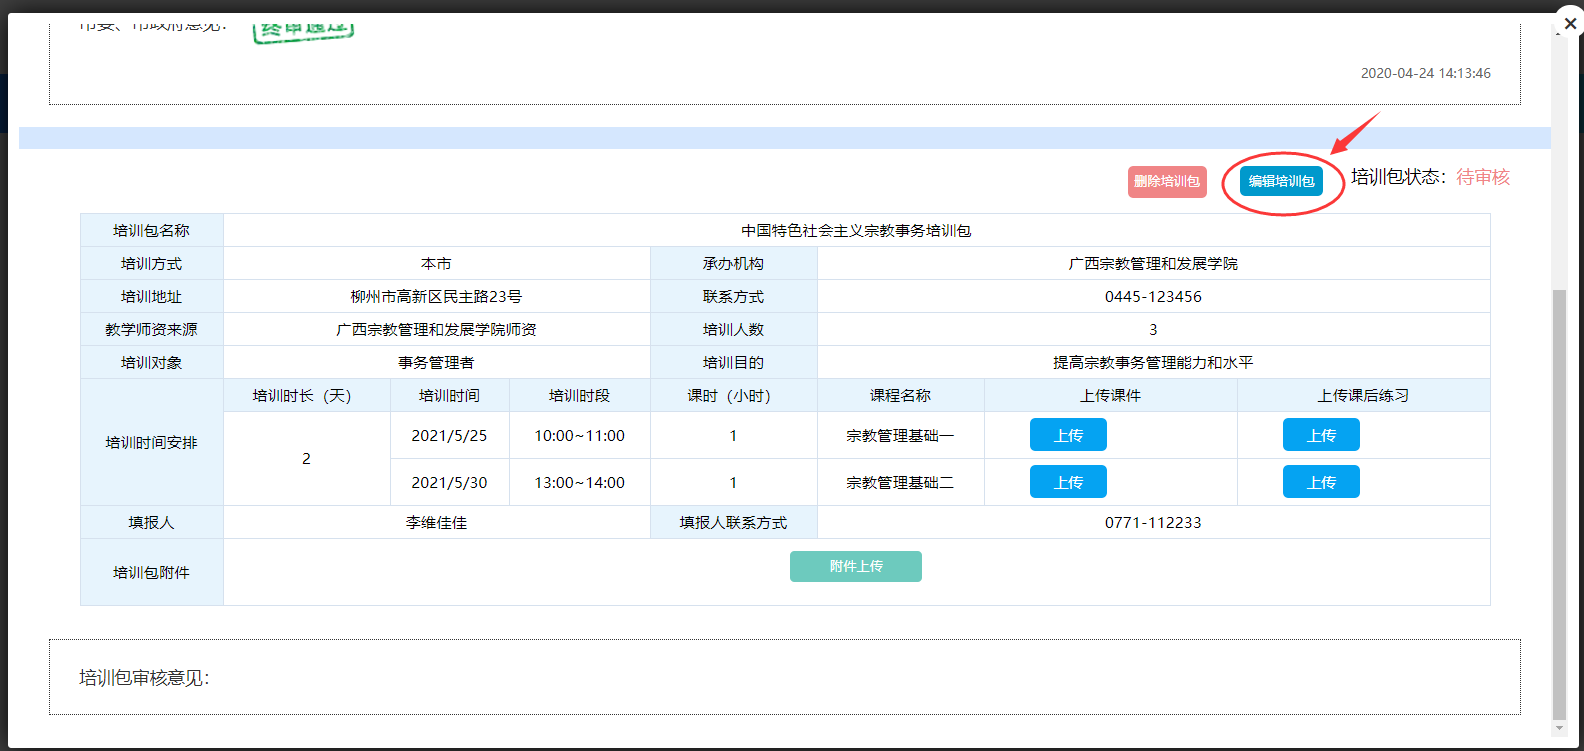 市委、市政府意见：
终审通过
2020-04-24 14:13:46
删除培训包 编辑培训包 培训包状态：待审核
培训包名称 中国特色社会主义宗教事务培训包
培训方式 本市 承办机构 广西宗教管理和发展学院
培训地址 柳州市高新区民主路23号 联系方式 0445-123456
教学师资来源 广西宗教管理和发展学院师资 培训人数 3
培训对象 事务管理者 培训目的 提高宗教事务管理能力和水平
培训时间安排 培训时长（天） 培训时间 培训时段 课时（小时） 课程名称 上传课件 上传课后练习
2 2021/5/25 10:00~11:00 1 宗教管理基础一 上传 上传
2021/5/30 13:00~14:00 1 宗教管理基础二 上传 上传
填报人 李维佳佳 填报人联系方式 0771-112233
培训包附件 附件上传
培训包审核意见：